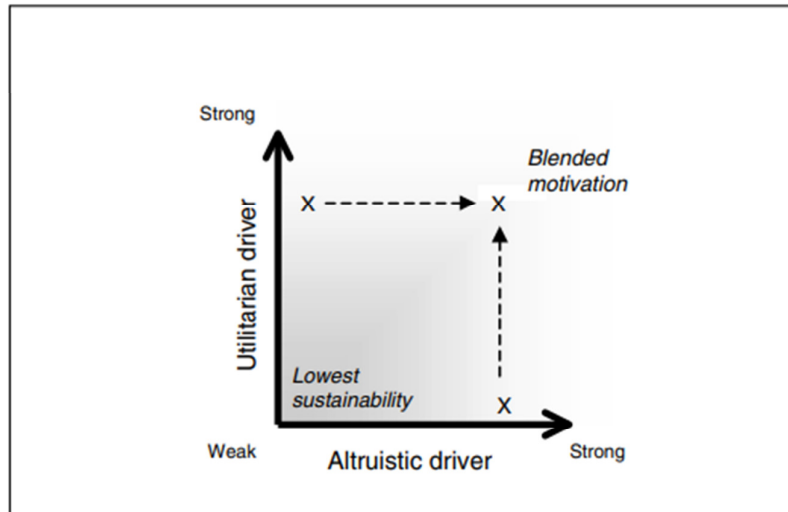 Strong
Blended
motivation
X
X
Utilitarian driver
Lowest
sustainability
X
Weak
Altruistic driver
Strong